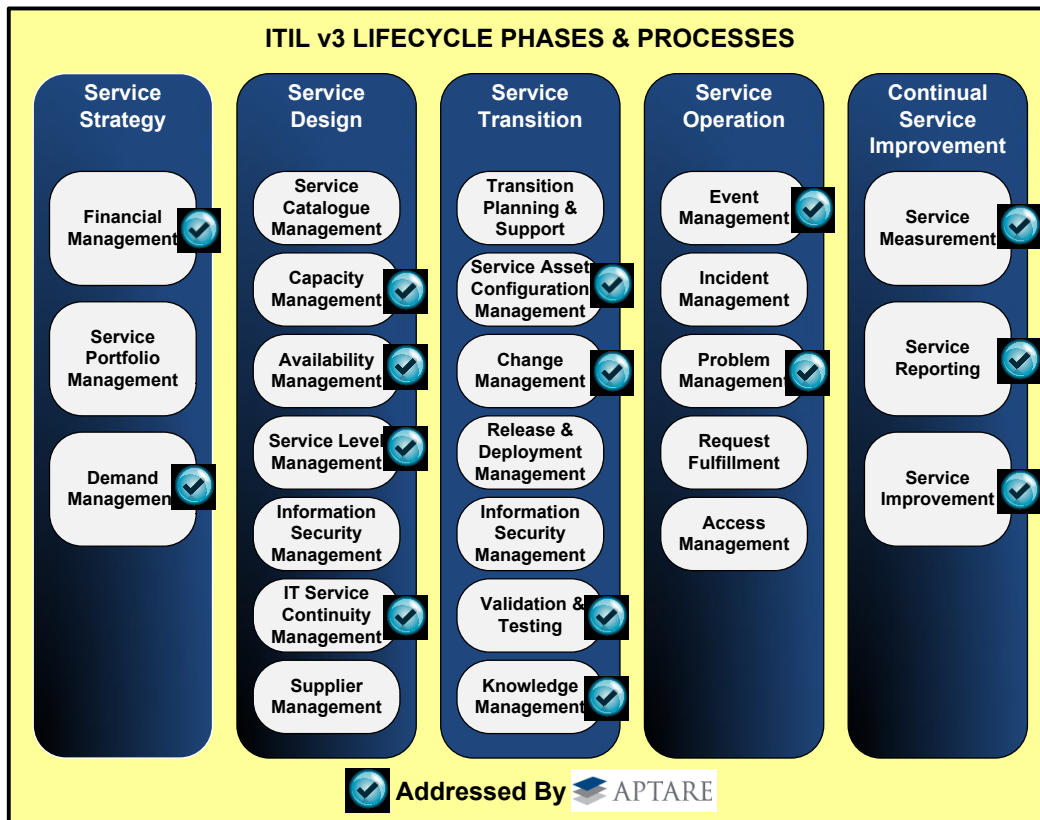 ITIL v3 LIFECYCLE PHASES & PROCESSES
Service
Strategy
Financial
Management
Service
Portfolio
Management
Demand
Management
Service
Design
Service
Catalogue
Management
Capacity
Management
Availability
Management
Service Level
Management
Information
Security
Management
IT Service
Continuity
Management
Supplier
Management
Service
Transition
Transition
Planning &
Support
Service Asset
Configuration
Management
Change
Management
Release &
Deployment
Management
Information
Security
Management
Validation &
Testing
Knowledge
Management
Service
Operation
Event
Management
Incident
Management
Problem
Management
Request
Fulfillment
Access
Management
Continual
Service
Improvement
Service
Measurement
Service
Reporting
Service
Improvement
Addressed By APTARE